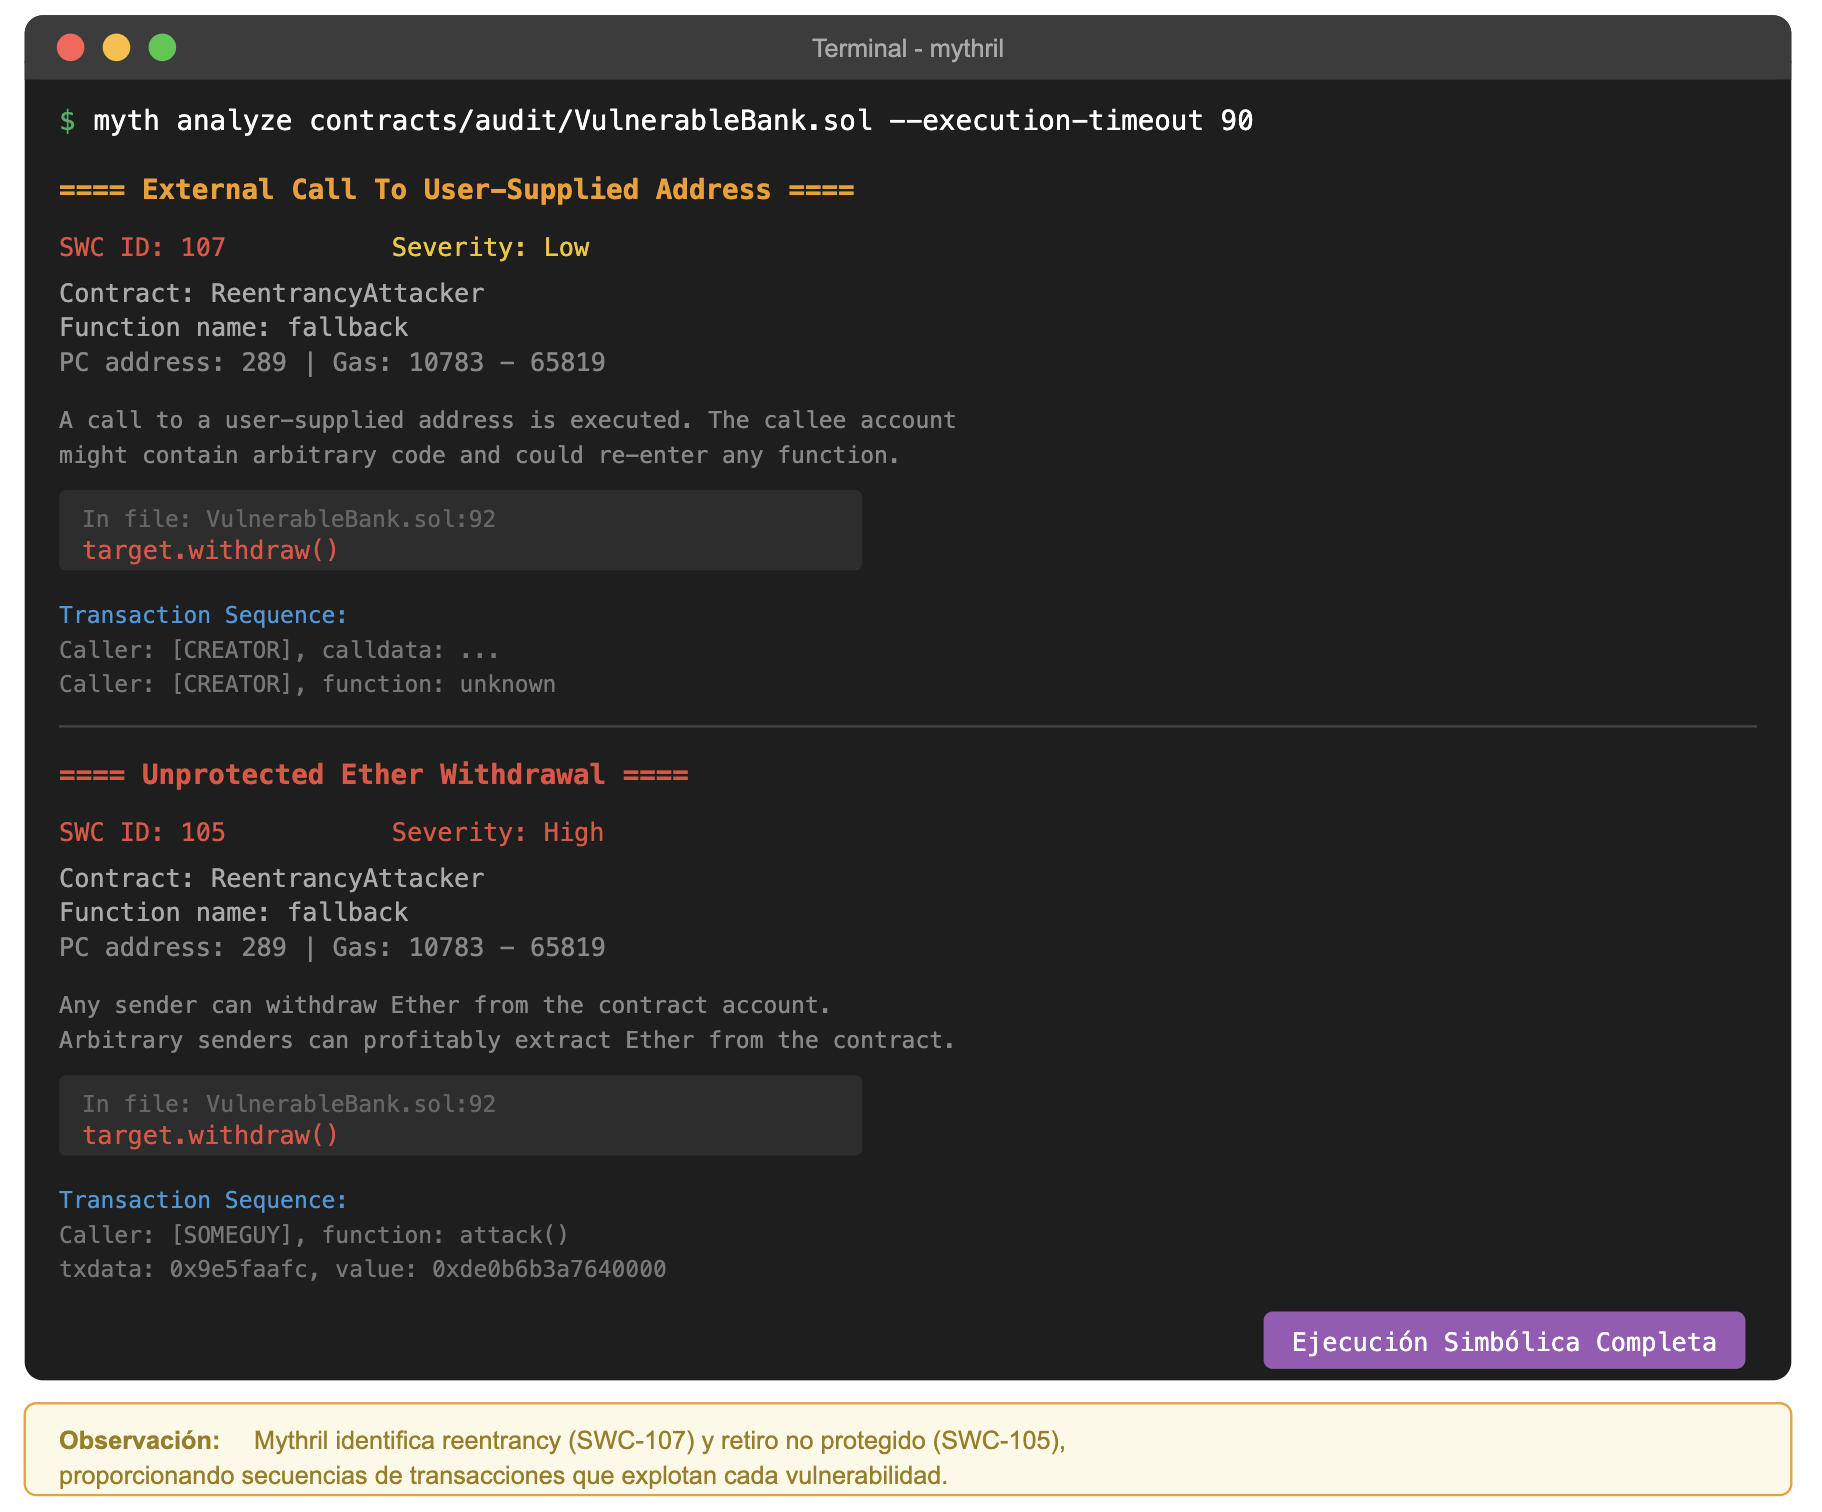 Terminal - mythril
$ myth analyze contracts/audit/VulnerableBank.sol --execution-timeout 90
==== External Call To User-Supplied Address ====
SWC ID: 107 Severity: Low
Contract: ReentrancyAttacker
Function name: fallback
PC address: 289 | Gas: 10783 - 65819
A call to a user-supplied address is executed. The callee account
might contain arbitrary code and could re-enter any function.
In file: VulnerableBank.sol:92
target.withdraw()
Transaction Sequence:
Caller: [CREATOR], calldata: ...
Caller: [CREATOR], function: unknown
==== Unprotected Ether Withdrawal ====
SWC ID: 105 Severity: High
Contract: ReentrancyAttacker
Function name: fallback
PC address: 289 | Gas: 10783 - 65819
Any sender can withdraw Ether from the contract account.
Arbitrary senders can profitably extract Ether from the contract.
In file: VulnerableBank.sol:92
target.withdraw()
Transaction Sequence:
Caller: [SOMEGUY], function: attack()
txdata: 0x9e5faafc, value: 0xde0b6b3a7640000
Ejecución Simbólica Completa
Observación: Mythril identifica reentrancy (SWC-107) y retiro no protegido (SWC-105),
proporcionando secuencias de transacciones que explotan cada vulnerabilidad.